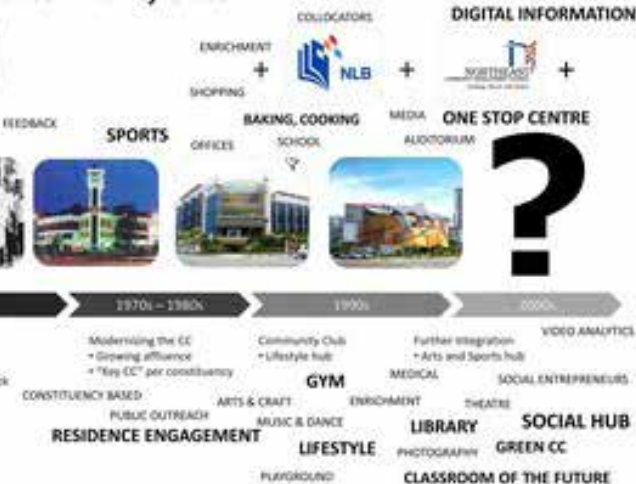 COLLOCATORS
DIGITAL INFORMATION
ENRICHMENT
+
NLB
+
NORTHEAST
+
SHOPPING
FEEDBACK
SPORTS
BAKING, COOKING
MEDIA
ONE STOP CENTRE
OFFICES
SCHOOL
AUDITORIUM
?
1970s – 1980s
1990s
2000s
VIDEO ANALYTICS
Modernizing the CC
• Growing affluence
• "Key CC" per constituency
Community Club
• Lifestyle hub
Further Integration
• Arts and Sports hub
GYM
MEDICAL
SOCIAL ENTREPRENEURS
CONSTITUENCY BASED
ARTS & CRAFT
ENRICHMENT
THEATRE
PUBLIC OUTREACH
MUSIC & DANCE
LIBRARY
SOCIAL HUB
RESIDENCE ENGAGEMENT
LIFESTYLE
PHOTOGRAPHY
GREEN CC
PLAYGROUND
CLASSROOM OF THE FUTURE